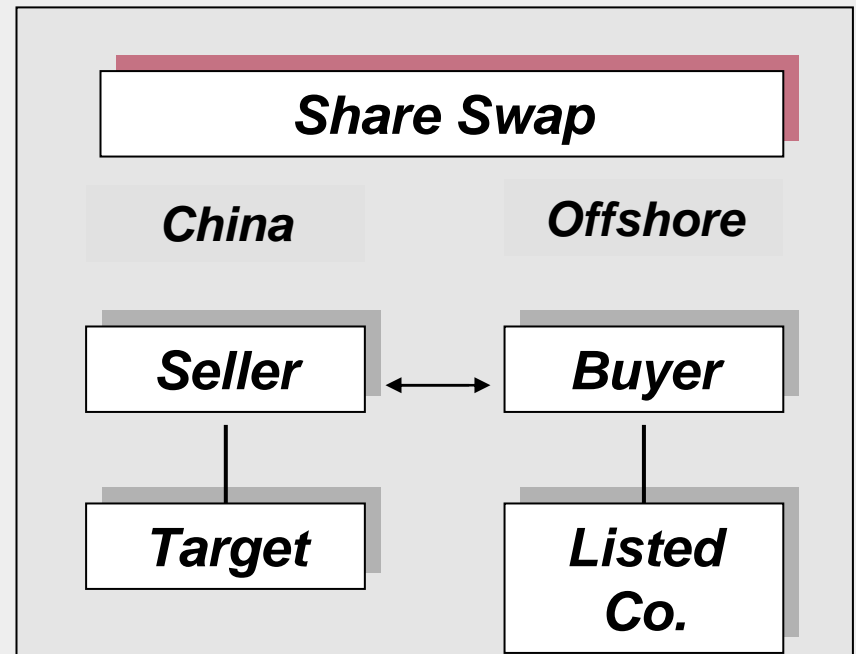 Share Swap
China
Offshore
Seller
Buyer
Target
Listed
Co.